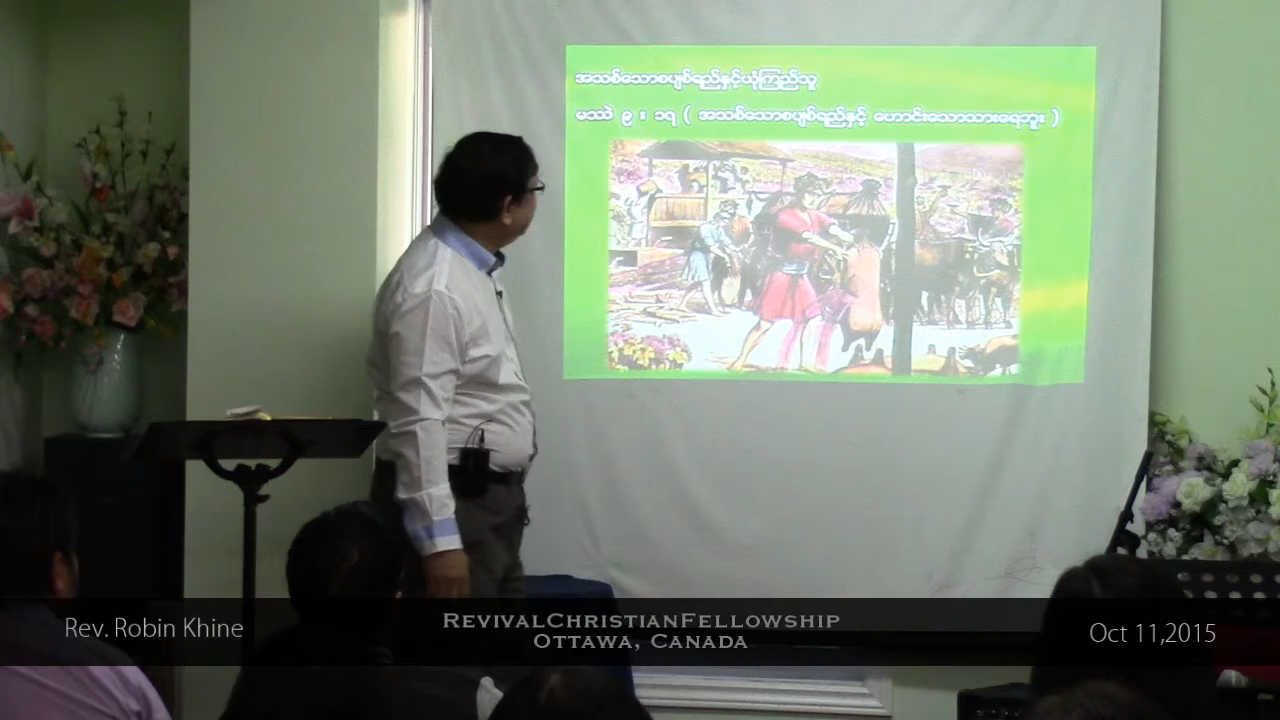 အသစ်သောစပျစ်ရည်နှင့်ယုံကြည်သူ
မဿဲ ၉ း ၁၇ ( အသစ်သောစပျစ်ရည်နှင့် ဟောင်းသောသားရေဘူး )
Rev. Robin Khine
RevivalChristianFellowship
Ottawa, Canada
Oct 11,2015